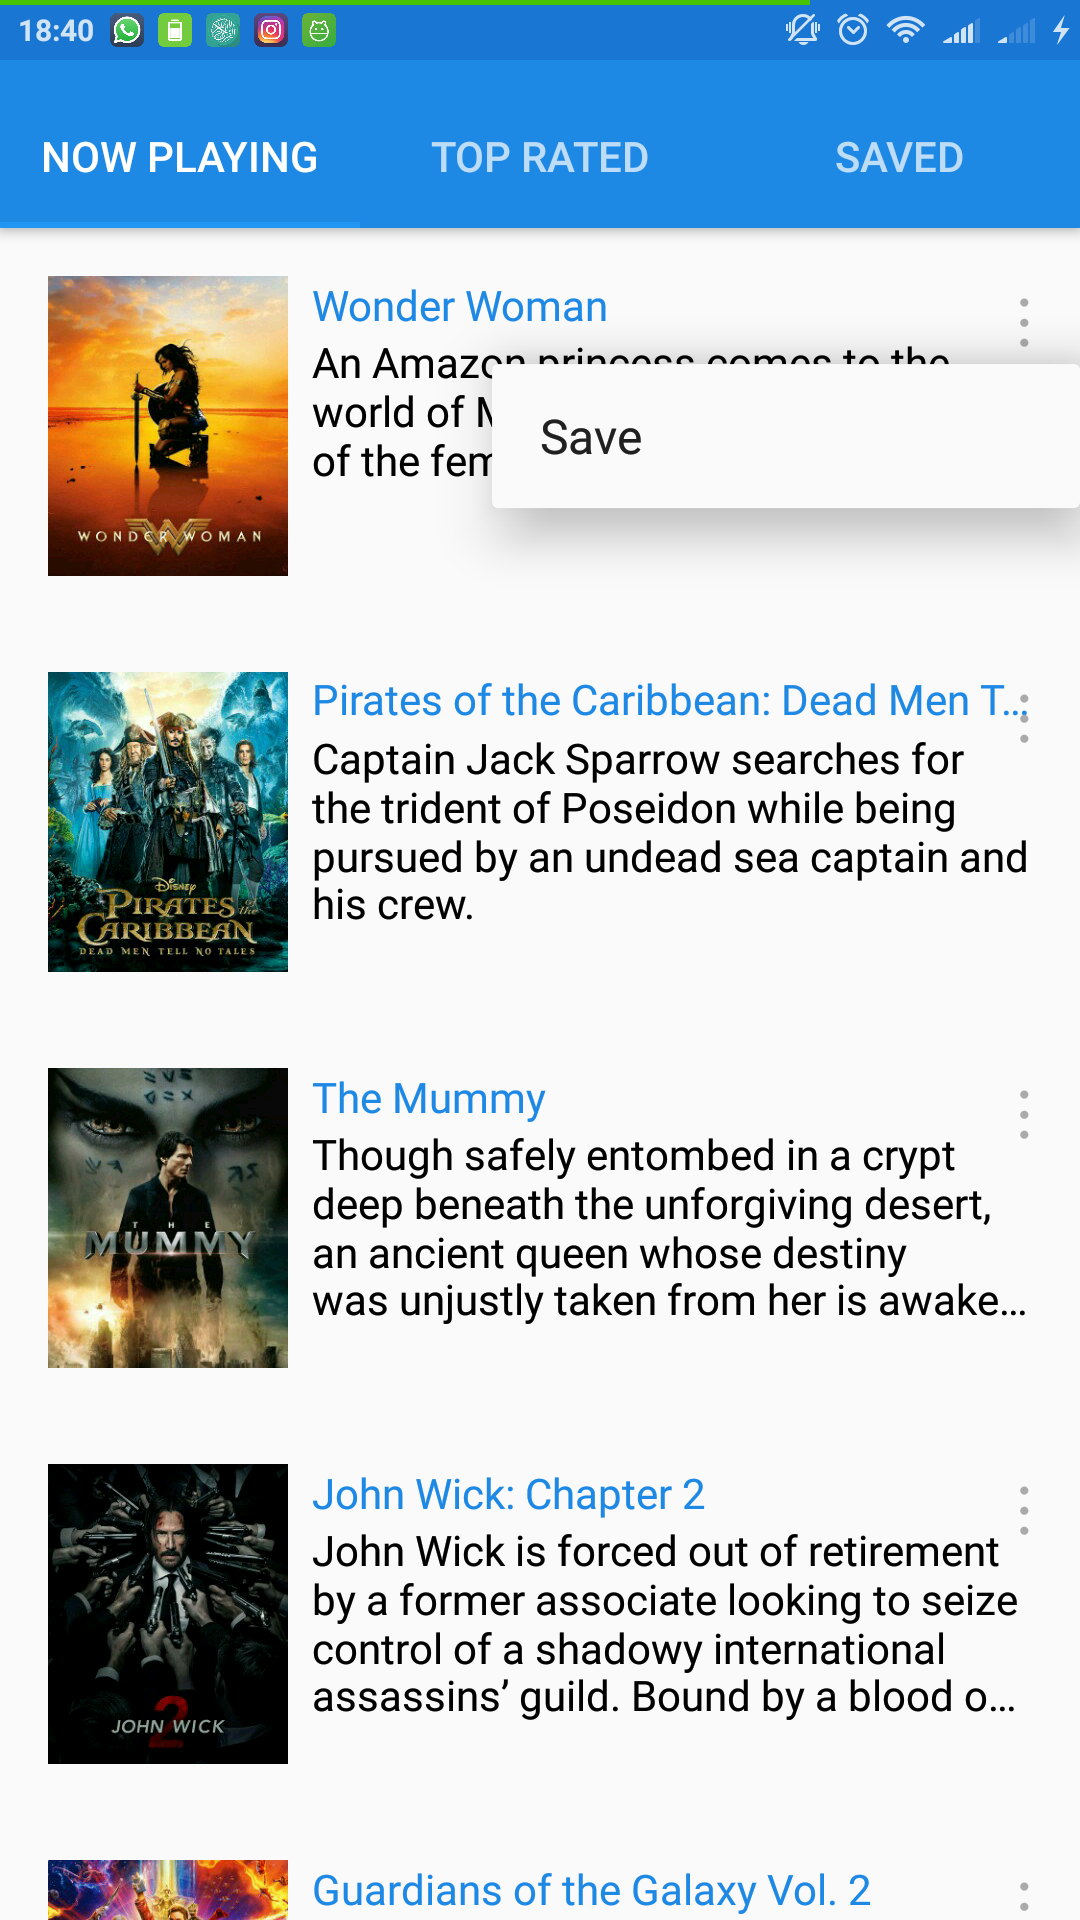 18:40
NOW PLAYING
TOP RATED
SAVED
Wonder Woman
An Amazon princess comes to the
world of
of the
Save
WONDER WOMAN
Pirates of the Caribbean: Dead Men T...
Captain Jack Sparrow searches for
the trident of Poseidon while being
pursued by an undead sea captain and
his crew.
DISNEY
PIRATES of the
CARIBBEAN
DEAD MEN TELL NO TALES
The Mummy
Though safely entombed in a crypt
deep beneath the unforgiving desert,
an ancient queen whose destiny
was unjustly taken from her is awake...
THE
MUMMY
John Wick: Chapter 2
John Wick is forced out of retirement
by a former associate looking to seize
control of a shadowy international
assassins’ guild. Bound by a blood o...
JOHN WICK
2
Guardians of the Galaxy Vol. 2